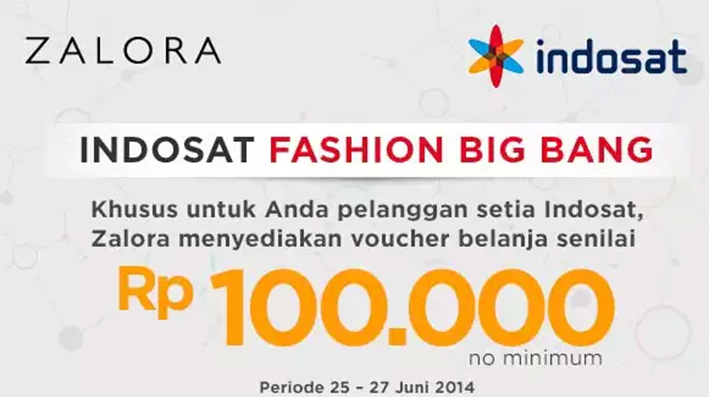 ZALORA
indosat
INDOSAT FASHION BIG BANG
Khusus untuk Anda pelanggan setia Indosat,
Zalora menyediakan voucher belanja senilai
Rp 100.000
no minimum
Periode 25 – 27 Juni 2014